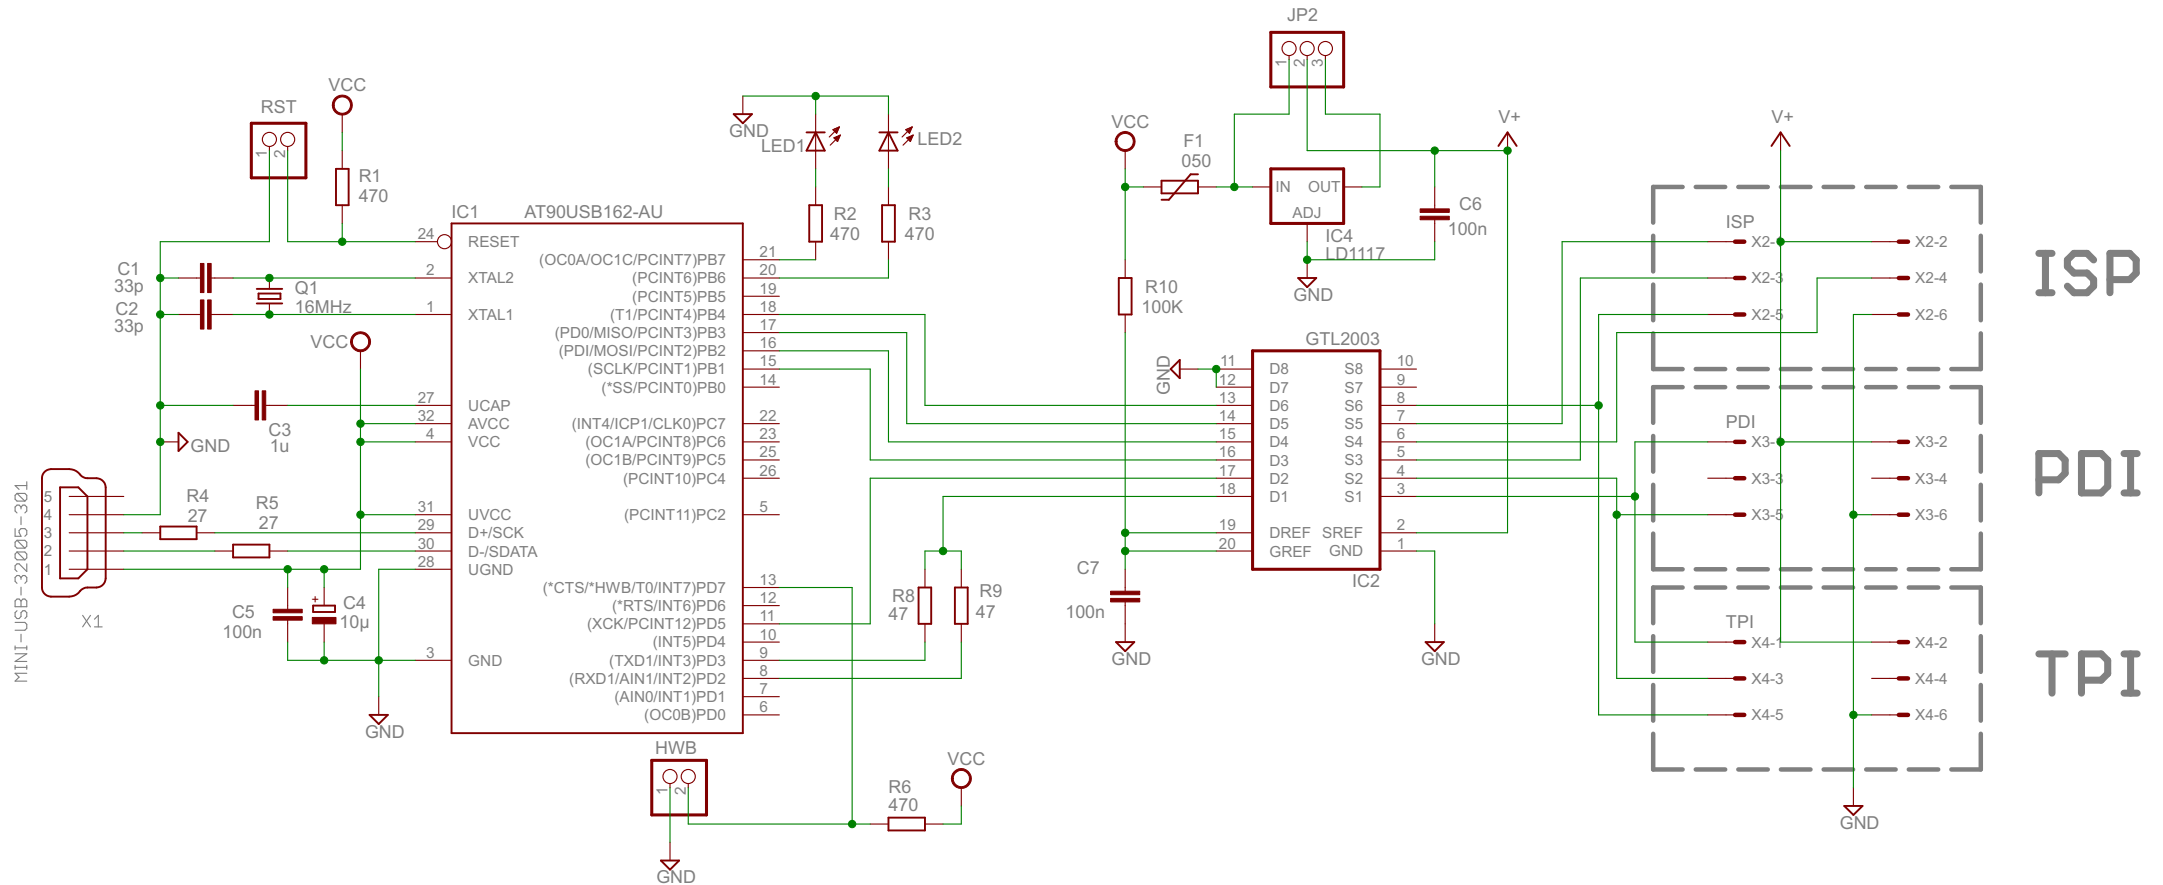 JP2
1 2 3
VCC
RST
1 2
R1
470
GND
LED1
LED2
R2
470
R3
470
VCC
F1
050
IN OUT
ADJ
IC4
LD1117
GND
C6
100n
V+
V+
C1
33p
C2
33p
Q1
16MHz
VCC
C3
1u
GND
MINI-USB-32005-301
5
4
3
2
1
X1
R4
27
R5
27
C5
100n
+
C4
10µ
GND
IC1 AT90USB162-AU
24 RESET
2 XTAL2
1 XTAL1
27 UCAP
32 AVCC
4 VCC
31 UVCC
29 D+/SCK
30 D-/SDATA
28 UGND
3 GND
(OC0A/OC1C/PCINT7)PB7 21
(PCINT6)PB6 20
(PCINT5)PB5 19
(T1/PCINT4)PB4 18
(PD0/MISO/PCINT3)PB3 17
(PDI/MOSI/PCINT2)PB2 16
(SCLK/PCINT1)PB1 15
(*SS/PCINT0)PB0 14
(INT4/ICP1/CLK0)PC7 22
(OC1A/PCINT8)PC6 23
(OC1B/PCINT9)PC5 25
(PCINT10)PC4 26
(PCINT11)PC2 5
(*CTS/*HWB/T0/INT7)PD7 13
(*RTS/INT6)PD6 12
(XCK/PCINT12)PD5 11
(INT5)PD4 10
(TXD1/INT3)PD3 9
(RXD1/AIN1/INT2)PD2 8
(AIN0/INT1)PD1 7
(OC0B)PD0 6
HWB
1 2
GND
R6
470
VCC
R8
47
R9
47
R10
100K
C7
100n
GND
GTL2003
GND
11 D8 S8 10
12 D7 S7 9
13 D6 S6 8
14 D5 S5 7
15 D4 S4 6
16 D3 S3 5
17 D2 S2 4
18 D1 S1 3
19 DREF SREF 2
20 GREF GND 1
IC2
GND
ISP
X2- X2-2
X2-3 X2-4
X2-5 X2-6
ISP
PDI
X3- X3-2
X3-3 X3-4
X3-5 X3-6
PDI
TPI
X4-1 X4-2
X4-3 X4-4
X4-5 X4-6
TPI
GND